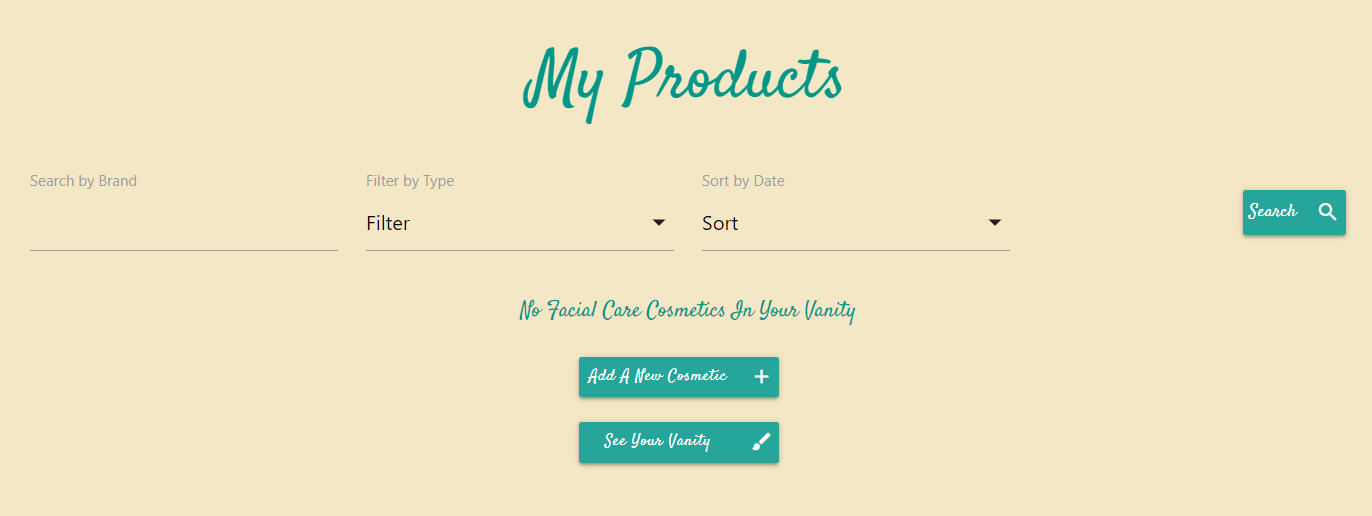 My Products
Search by Brand
Filter by Type
Sort by Date
Filter
Sort
Search
No Facial Care Cosmetics In Your Vanity
Add A New Cosmetic
See Your Vanity